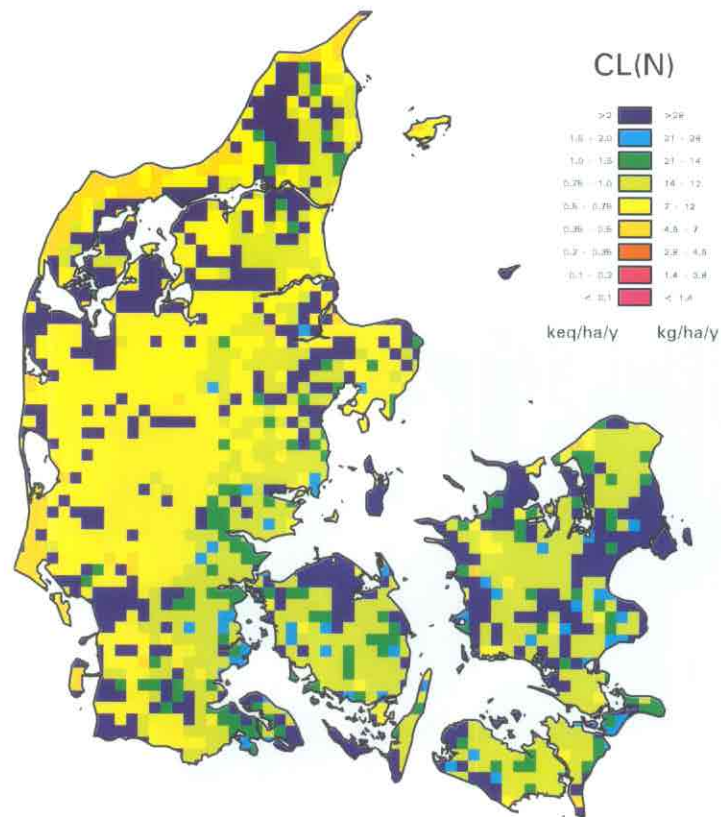 CL(N)
>2 >28
1.5 - 2.0 21 - 28
1.0 - 1.5 21 - 14
0.75 - 1.0 14 - 12
0.5 - 0.75 7 - 12
0.35 - 0.5 4.5 - 7
0.2 - 0.35 2.8 - 4.5
0.1 - 0.2 1.4 - 2.8
< 0.1 < 1.4
keq/ha/y kg/ha/y